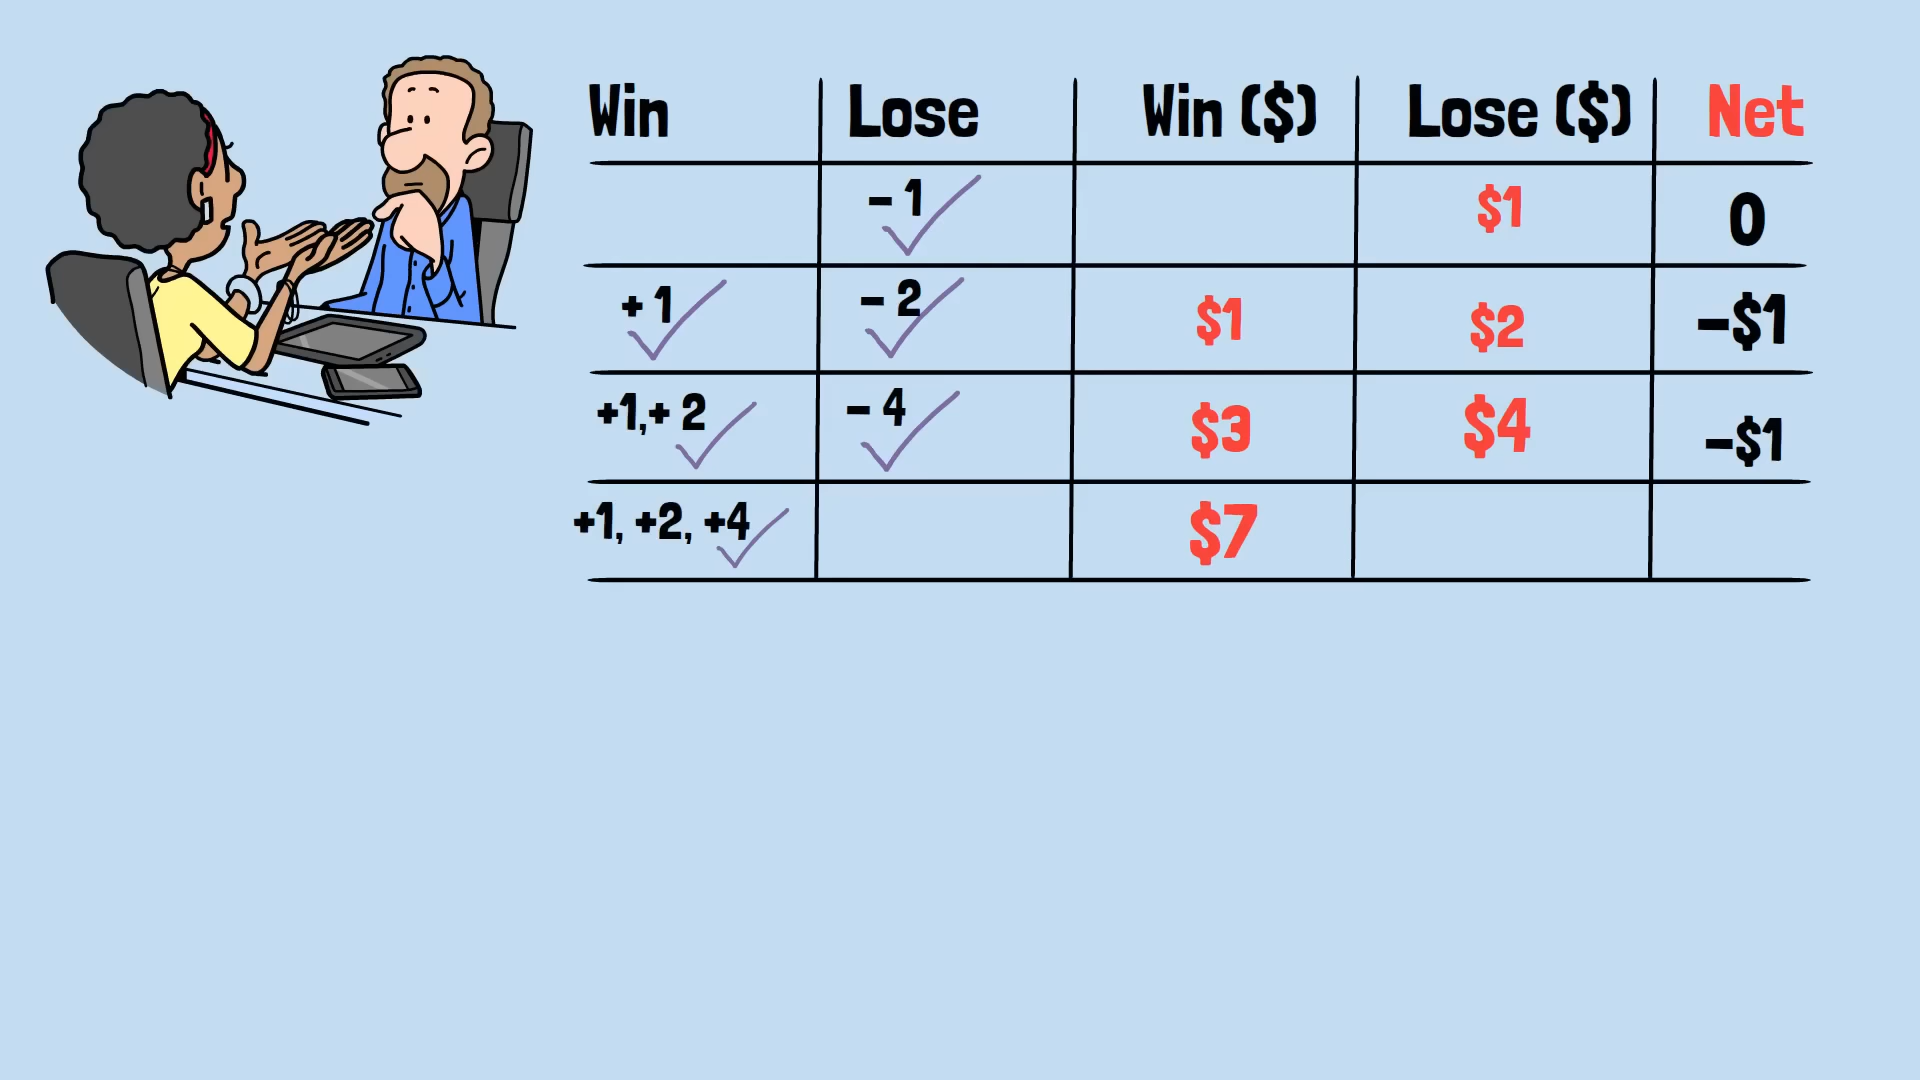 Win Lose Win ($) Lose ($) Net
– 1 $1 0
+ 1 – 2 $1 $2 –$1
+1,+ 2 – 4 $3 $4 –$1
+1, +2, +4 $7